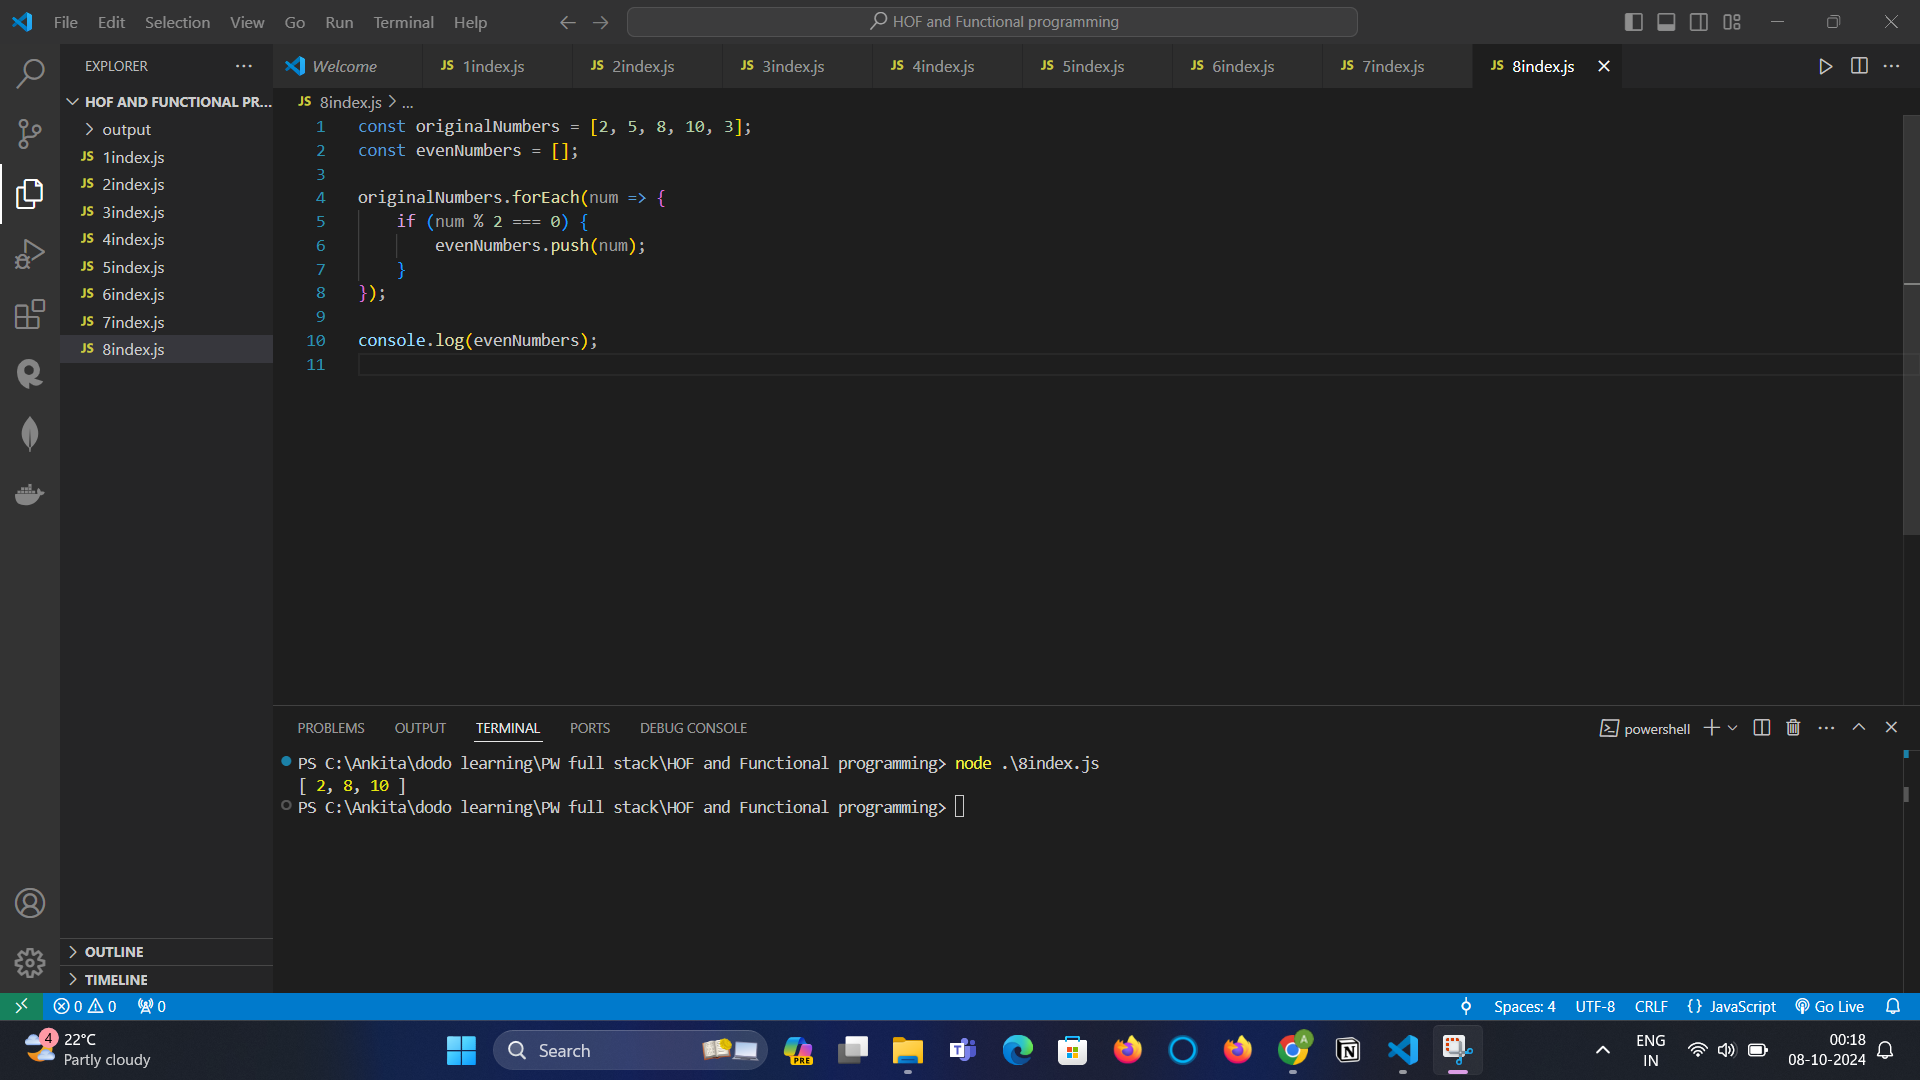 File Edit Selection View Go Run Terminal Help
HOF and Functional programming
EXPLORER
Welcome
JS 1index.js
JS 2index.js
JS 3index.js
JS 4index.js
JS 5index.js
JS 6index.js
JS 7index.js
JS 8index.js
HOF AND FUNCTIONAL PR...
output
JS 1index.js
JS 2index.js
JS 3index.js
JS 4index.js
JS 5index.js
JS 6index.js
JS 7index.js
JS 8index.js
OUTLINE
TIMELINE
JS 8index.js > ...
1 const originalNumbers = [2, 5, 8, 10, 3];
2 const evenNumbers = [];
3
4 originalNumbers.forEach(num => {
5     if (num % 2 === 0) {
6         evenNumbers.push(num);
7     }
8 });
9
10 console.log(evenNumbers);
11
PROBLEMS OUTPUT TERMINAL PORTS DEBUG CONSOLE
powershell
PS C:\Ankita\dodo learning\PW full stack\HOF and Functional programming> node .\8index.js
[ 2, 8, 10 ]
PS C:\Ankita\dodo learning\PW full stack\HOF and Functional programming>
0 0 0
Spaces: 4 UTF-8 CRLF {} JavaScript Go Live
4
22°C
Partly cloudy
Search
PRE
A
ENG
IN
00:18
08-10-2024